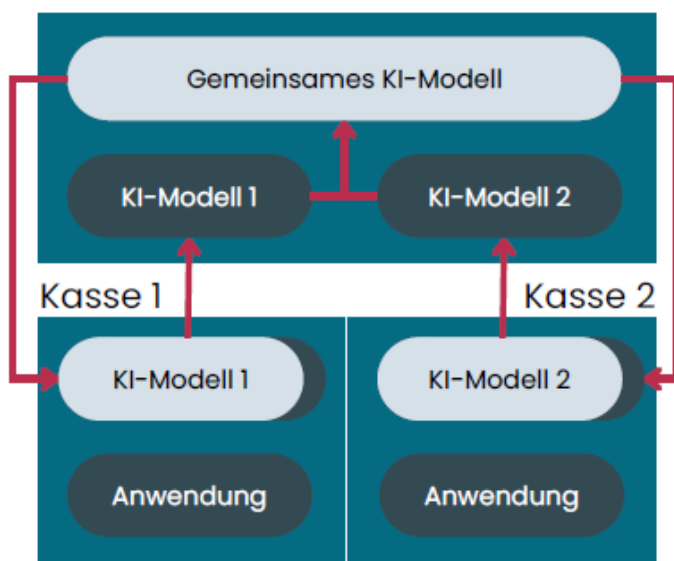 Gemeinsames KI-Modell
KI-Modell 1
KI-Modell 2
Kasse 1
Kasse 2
KI-Modell 1
KI-Modell 2
Anwendung
Anwendung